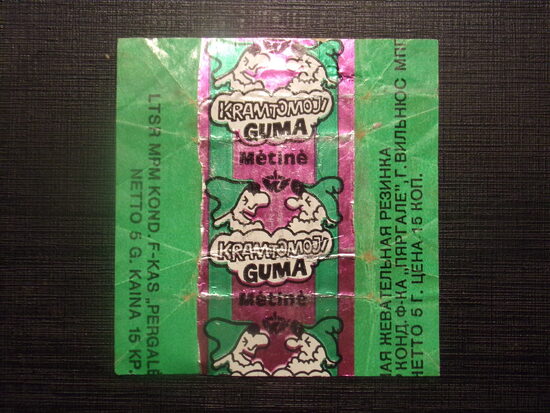 LTSR MPM KOND. F-KAS „PERGALĖ
NETTO 5 G. KAINA 15 KP.
KRAMTOMOJI
GUMA
Mėtinė
KRAMTOMOJI
GUMA
Mėtinė
НАЯ ЖЕВАТЕЛЬНАЯ РЕЗИНКА
КОНД. Ф-КА „ПЯРГАЛЕ" Г. ВИЛЬНЮС МПП
НЕТТО 5 Г. ЦЕНА 15 КОП.